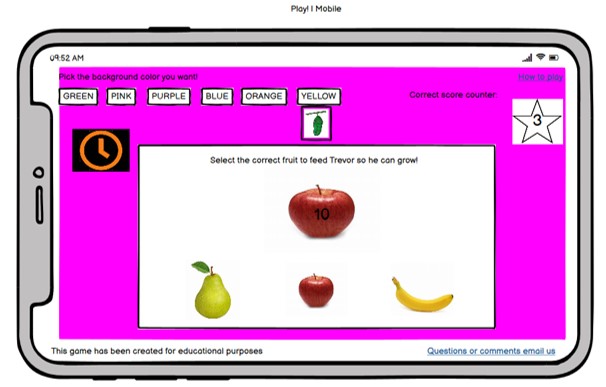 Play! | Mobile
09:52 AM
Pick the background color you want!
How to play
GREEN PINK PURPLE BLUE ORANGE YELLOW
Correct score counter:
3
Select the correct fruit to feed Trevor so he can grow!
10
This game has been created for educational purposes
Questions or comments email us